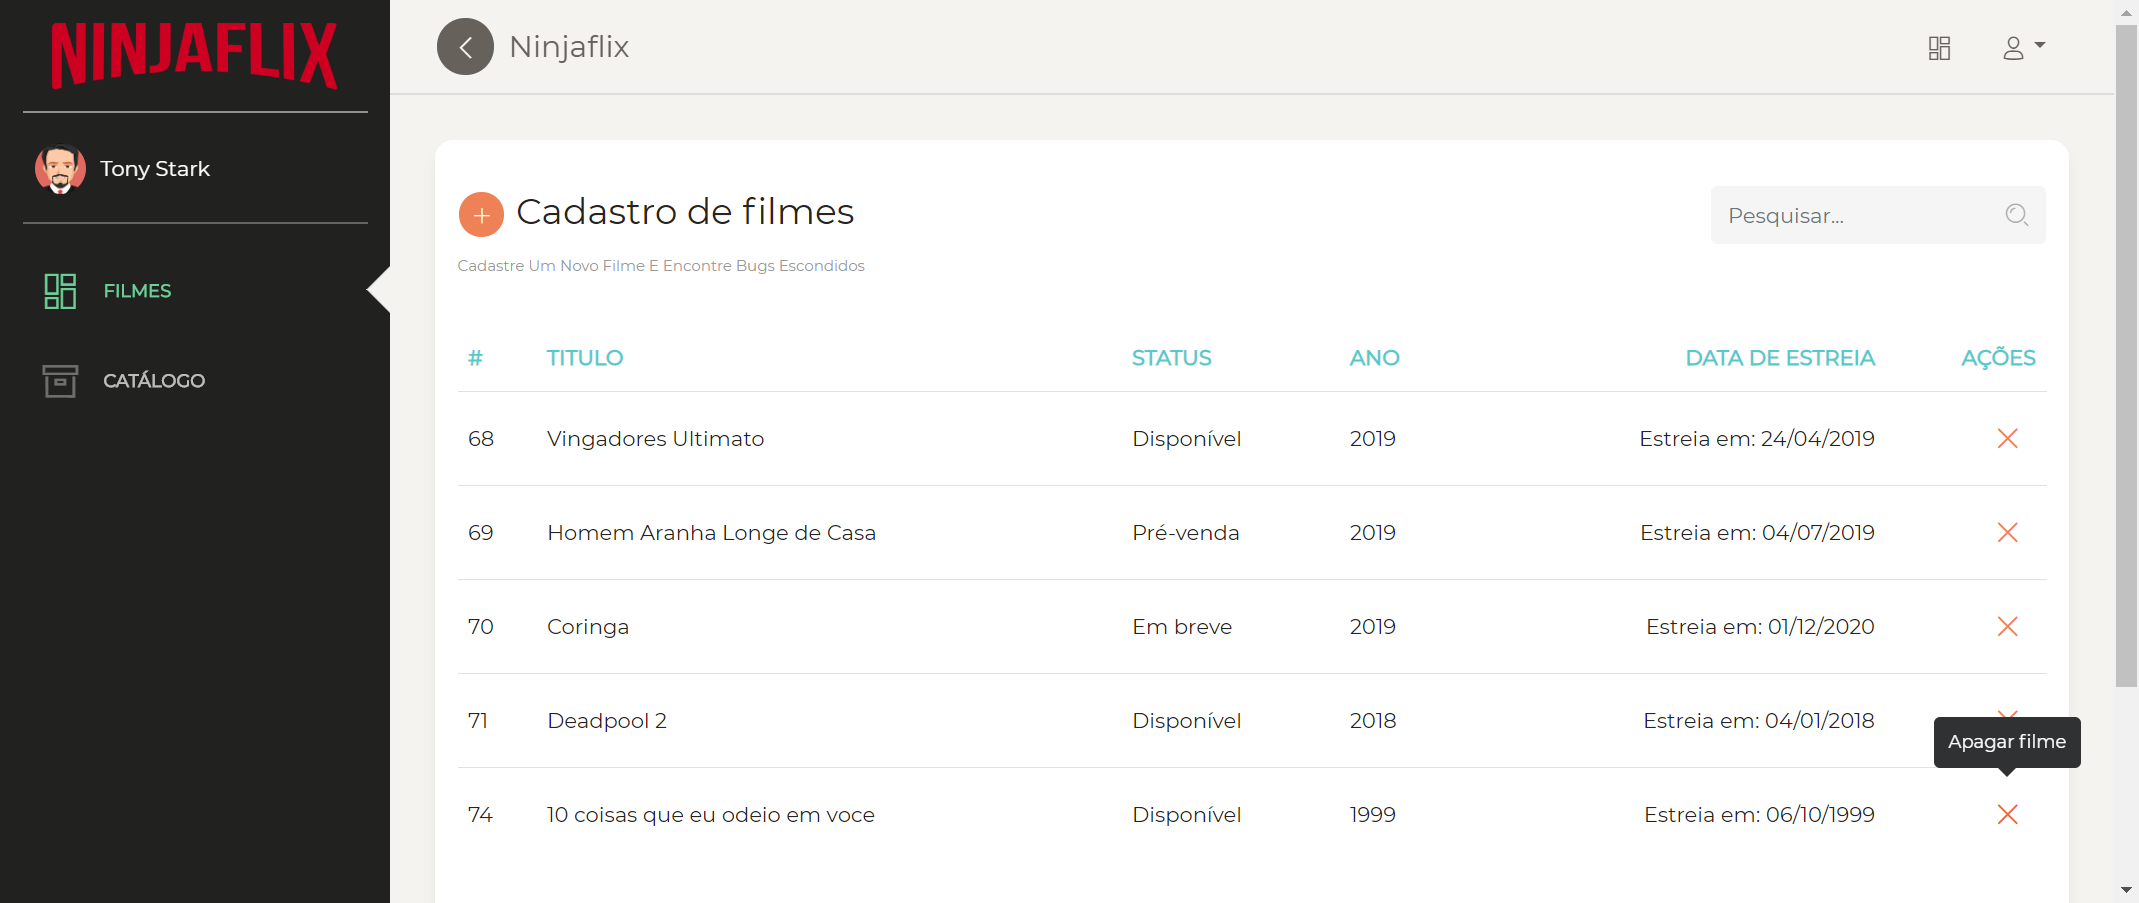 NINJAFLIX
Ninjaflix
Tony Stark
FILMES
CATÁLOGO
Cadastro de filmes
Pesquisar...
Cadastre Um Novo Filme E Encontre Bugs Escondidos
# TITULO STATUS ANO DATA DE ESTREIA AÇÕES
68 Vingadores Ultimato Disponível 2019 Estreia em: 24/04/2019
69 Homem Aranha Longe de Casa Pré-venda 2019 Estreia em: 04/07/2019
70 Coringa Em breve 2019 Estreia em: 01/12/2020
71 Deadpool 2 Disponível 2018 Estreia em: 04/01/2018
Apagar filme
74 10 coisas que eu odeio em voce Disponível 1999 Estreia em: 06/10/1999